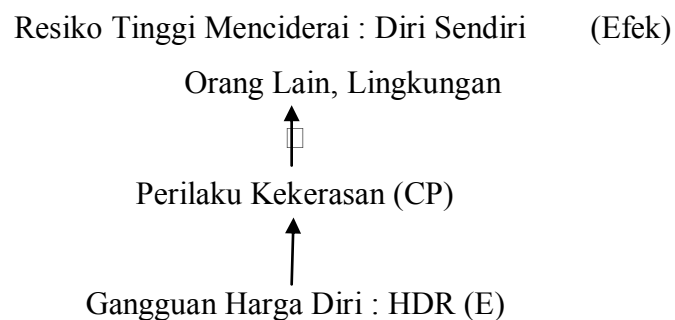 Resiko Tinggi Menciderai : Diri Sendiri (Efek)
Orang Lain, Lingkungan
Perilaku Kekerasan (CP)
Gangguan Harga Diri : HDR (E)